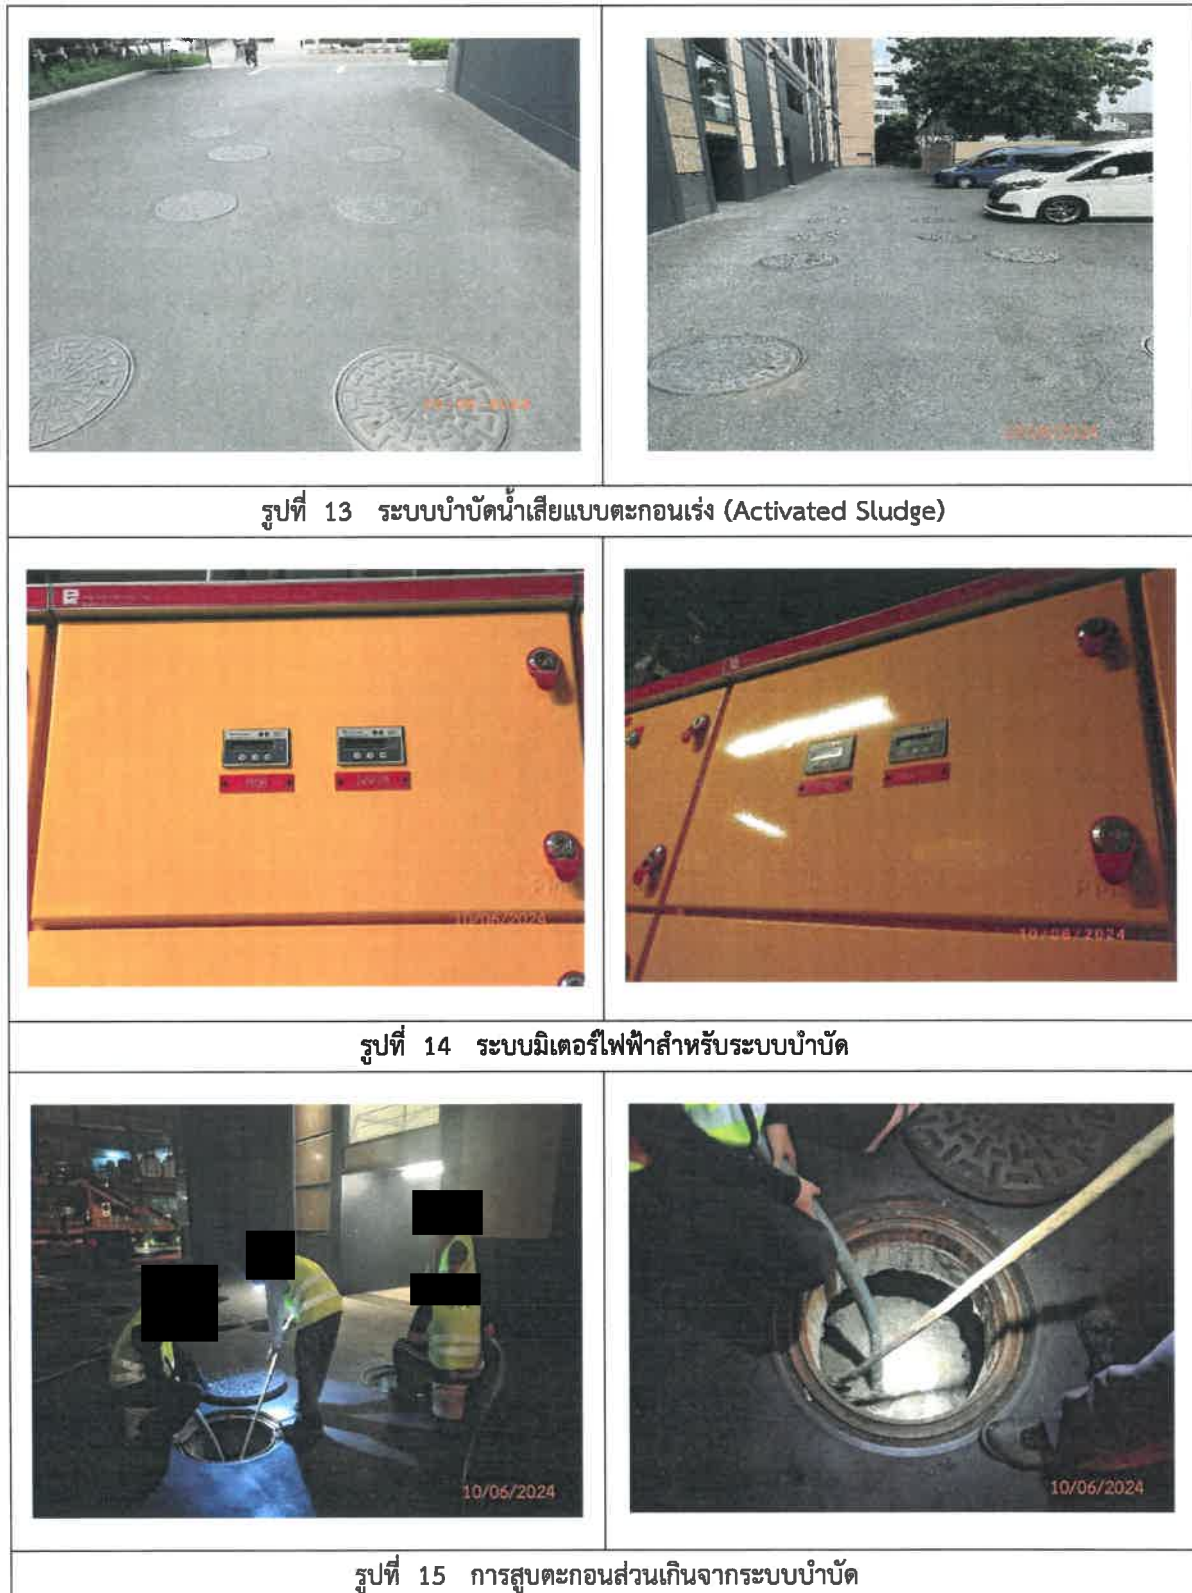 รูปที่ 13 ระบบบำบัดน้ำเสียแบบตะกอนเร่ง (Activated Sludge)
10/06/2024
10/06/2024
รูปที่ 14 ระบบมิเตอร์ไฟฟ้าสำหรับระบบบำบัด
10/06/2024
10/06/2024
รูปที่ 15 การสูบตะกอนส่วนเกินจากระบบบำบัด